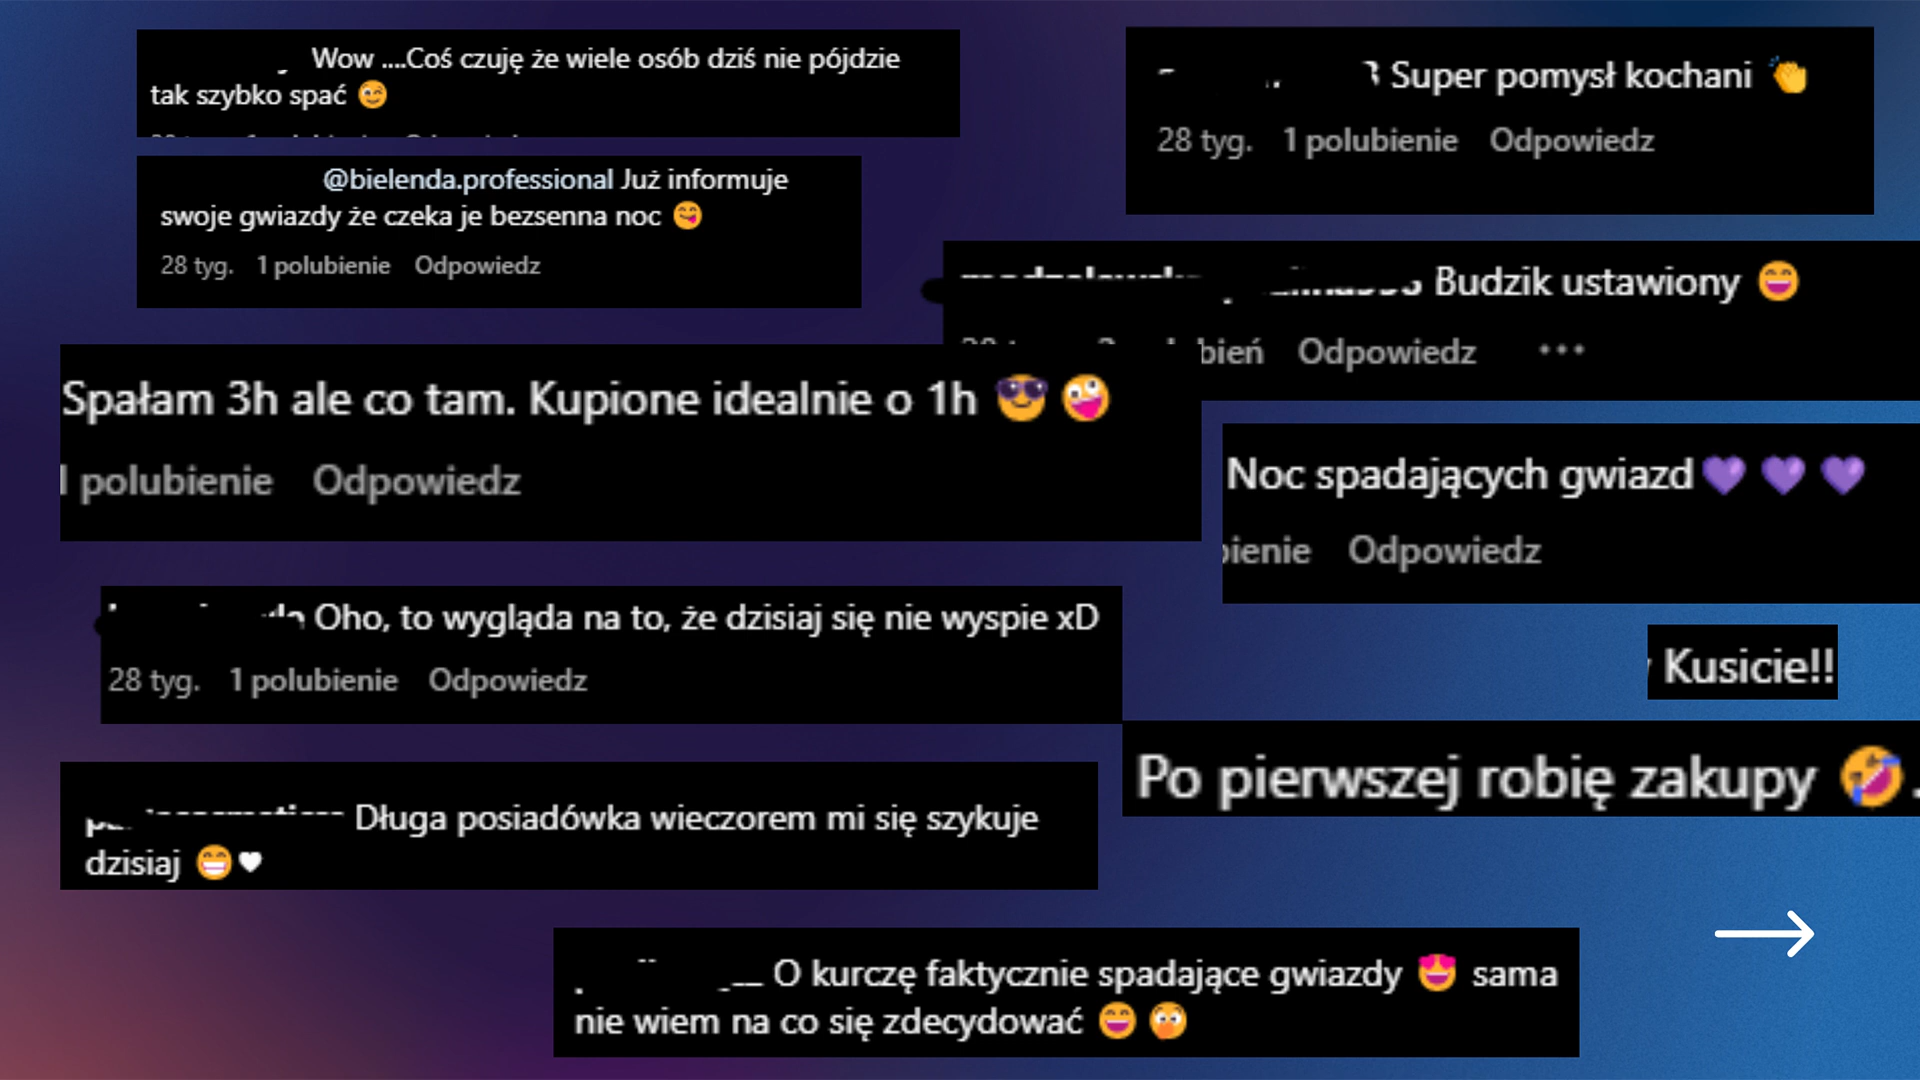 Wow ....Coś czuję że wiele osób dziś nie pójdzie
tak szybko spać 😉
@bielenda.professional Już informuje
swoje gwiazdy że czeka je bezsenna noc 😋
28 tyg. 1 polubienie Odpowiedz
Super pomysł kochani 👏
28 tyg. 1 polubienie Odpowiedz
Budzik ustawiony 😄
Odpowiedz ...
Spałam 3h ale co tam. Kupione idealnie o 1h 😎 🤪
1 polubienie Odpowiedz
Noc spadających gwiazd 💜 💜 💜
Odpowiedz
Oho, to wygląda na to, że dzisiaj się nie wyspie xD
28 tyg. 1 polubienie Odpowiedz
Kusicie!!
Po pierwszej robię zakupy 🤣.
Długa posiadówka wieczorem mi się szykuje
dzisiaj 😁♥
O kurczę faktycznie spadające gwiazdy 😍 sama
nie wiem na co się zdecydować 😄 🫢